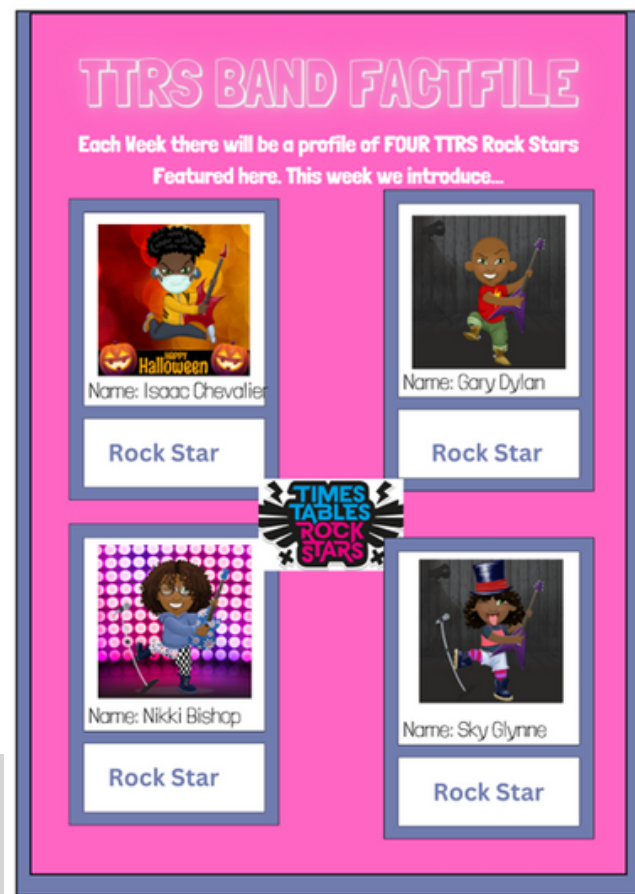 TTRS BAND FACTFILE
Each Week there will be a profile of FOUR TTRS Rock Stars
Featured here. This week we introduce...
HAPPY
Halloween
Name: Isaac Chevalier
Rock Star
Name: Gary Dylan
Rock Star
TIMES
TABLES
ROCK
STARS
Name: Nikki Bishop
Rock Star
Name: Sky Glynne
Rock Star